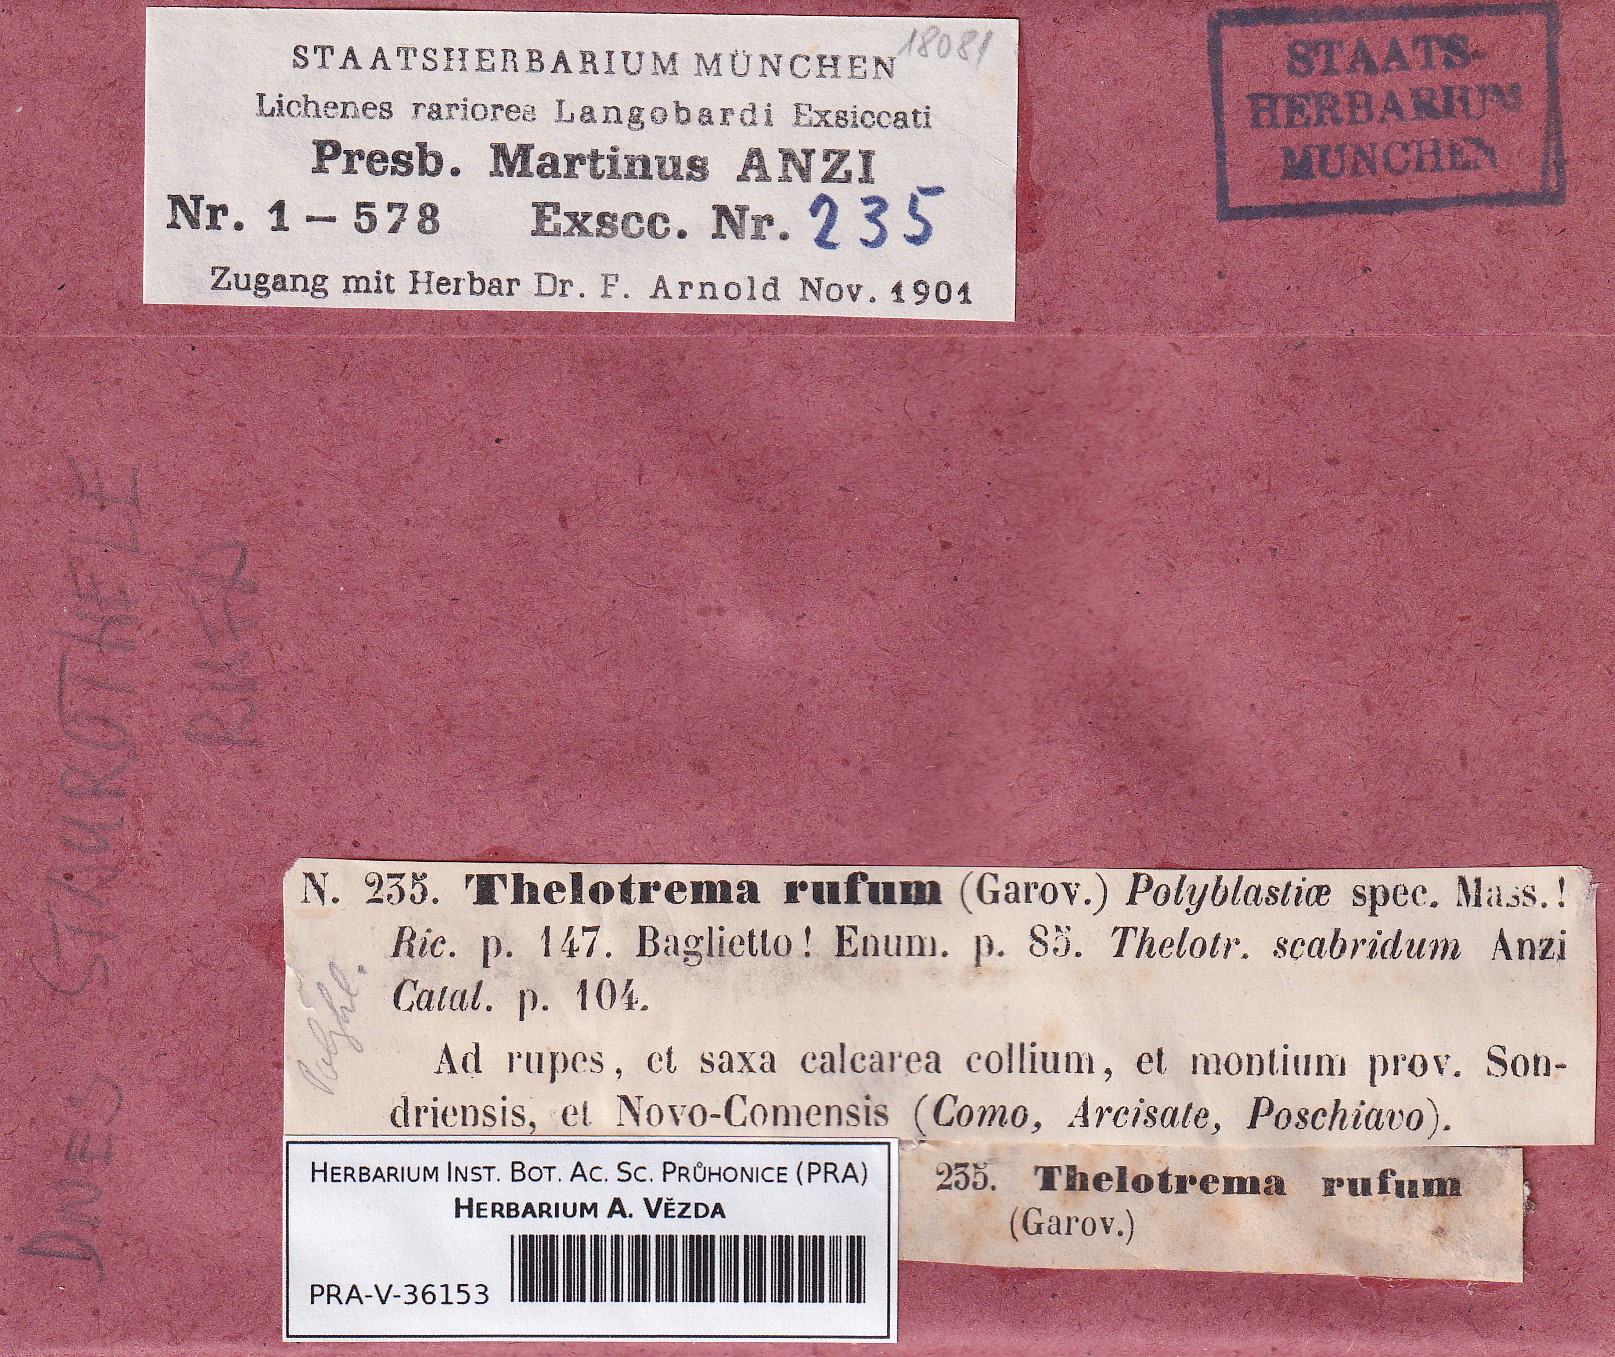 18081
STAATSHERBARIUM MÜNCHEN
Lichenes rariores Langobardi Exsiccati
Presb. Martinus ANZI
Nr. 1 – 578 Exscc. Nr. 235
Zugang mit Herbar Dr. F. Arnold Nov. 1901
STAATS-
HERBARIUM
MÜNCHEN
DNES STAUROTHELE
N. 235. Thelotrema rufum (Garov.) Polyblastiæ spec. Mass.!
Ric. p. 147. Baglietto! Enum. p. 85. Thelotr. scabridum Anzi
Catal. p. 104.
Ad rupes, et saxa calcarea collium, et montium prov. Son-
driensis, et Novo-Comensis (Como, Arcisate, Poschiavo).
235. Thelotrema rufum
(Garov.)
HERBARIUM INST. BOT. AC. SC. PRŮHONICE (PRA)
HERBARIUM A. VĚZDA
PRA-V-36153